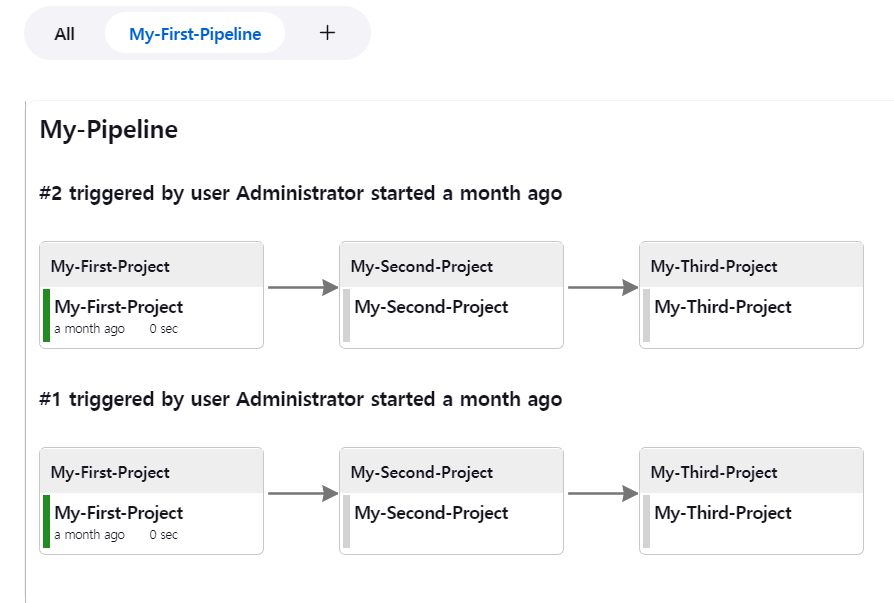 All My-First-Pipeline +
My-Pipeline
#2 triggered by user Administrator started a month ago
My-First-Project My-Second-Project My-Third-Project
My-First-Project My-Second-Project My-Third-Project
a month ago 0 sec
#1 triggered by user Administrator started a month ago
My-First-Project My-Second-Project My-Third-Project
My-First-Project My-Second-Project My-Third-Project
a month ago 0 sec